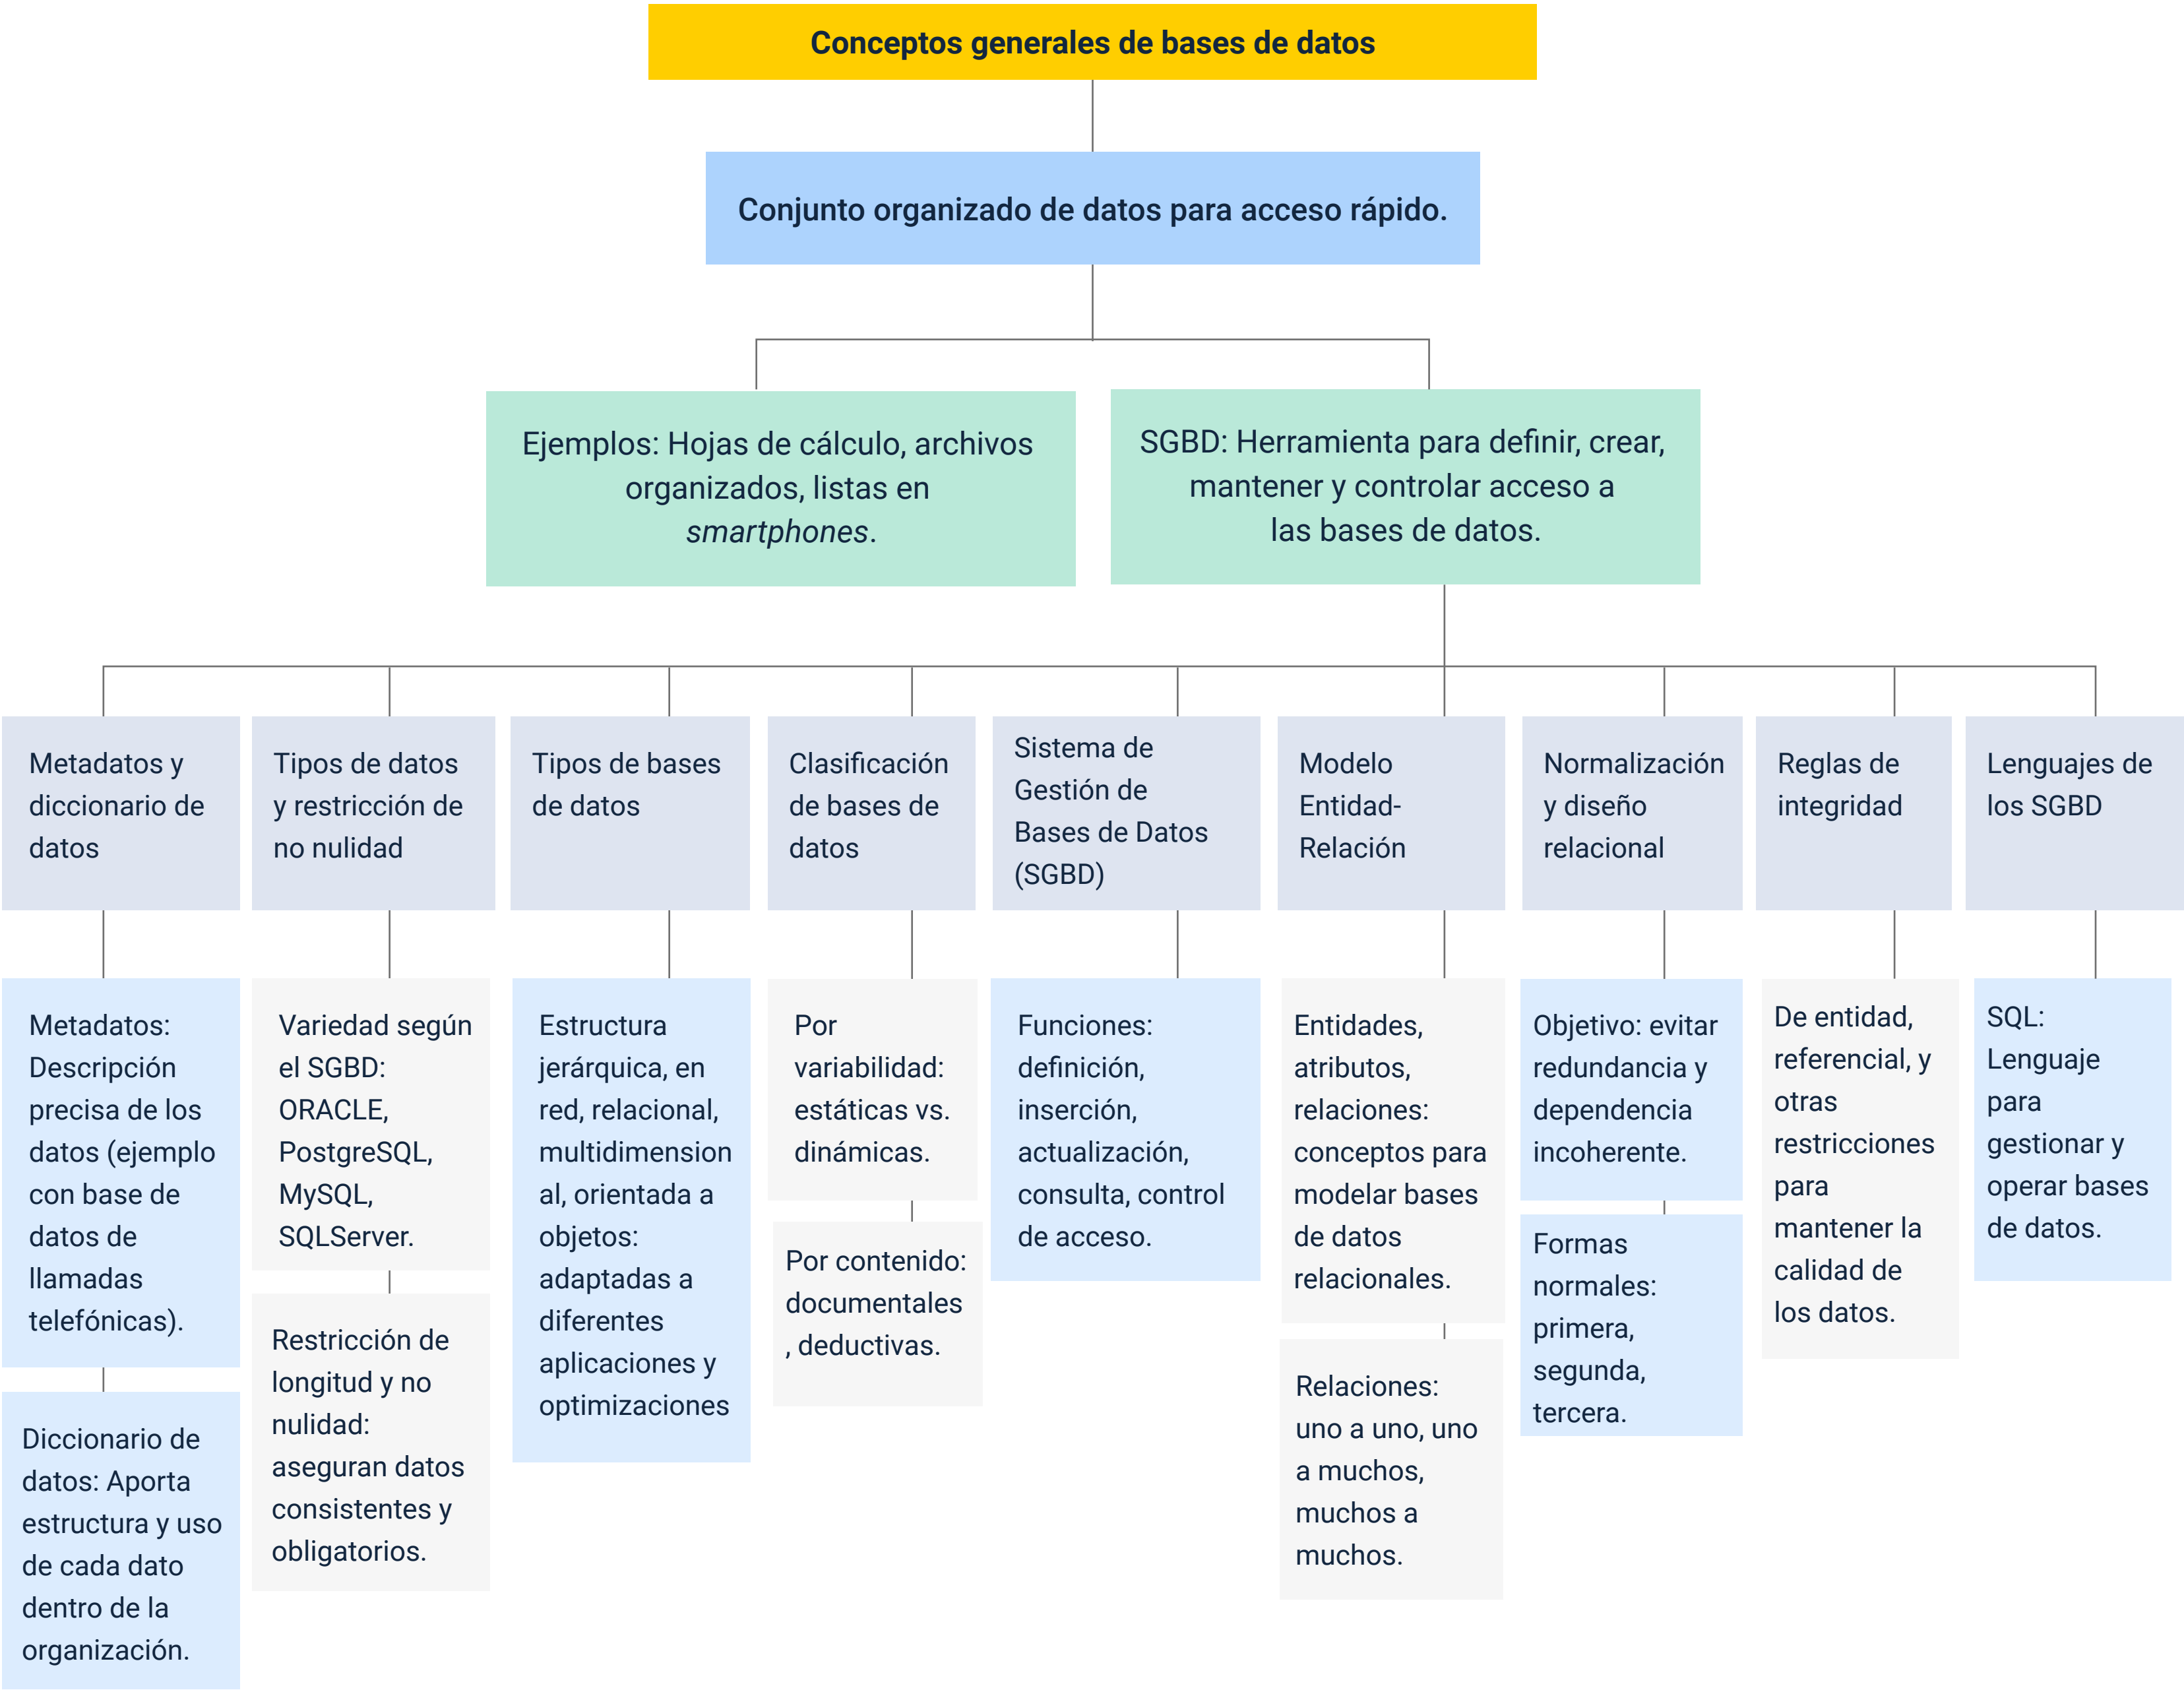 Conceptos generales de bases de datos
Conjunto organizado de datos para acceso rápido.
Ejemplos: Hojas de cálculo, archivos
organizados, listas en
smartphones.
SGBD: Herramienta para definir, crear,
mantener y controlar acceso a
las bases de datos.
Metadatos y
diccionario de
datos
Tipos de datos
y restricción de
no nulidad
Tipos de bases
de datos
Clasificación
de bases de
datos
Sistema de
Gestión de
Bases de Datos
(SGBD)
Modelo
Entidad-
Relación
Normalización
y diseño
relacional
Reglas de
integridad
Lenguajes de
los SGBD
Metadatos:
Descripción
precisa de los
datos (ejemplo
con base de
datos de
llamadas
telefónicas).
Diccionario de
datos: Aporta
estructura y uso
de cada dato
dentro de la
organización.
Variedad según
el SGBD:
ORACLE,
PostgreSQL,
MySQL,
SQLServer.
Restricción de
longitud y no
nulidad:
aseguran datos
consistentes y
obligatorios.
Estructura
jerárquica, en
red, relacional,
multidimension
al, orientada a
objetos:
adaptadas a
diferentes
aplicaciones y
optimizaciones
Por
variabilidad:
estáticas vs.
dinámicas.
Por contenido:
documentales
, deductivas.
Funciones:
definición,
inserción,
actualización,
consulta, control
de acceso.
Entidades,
atributos,
relaciones:
conceptos para
modelar bases
de datos
relacionales.
Relaciones:
uno a uno, uno
a muchos,
muchos a
muchos.
Objetivo: evitar
redundancia y
dependencia
incoherente.
Formas
normales:
primera,
segunda,
tercera.
De entidad,
referencial, y
otras
restricciones
para
mantener la
calidad de
los datos.
SQL:
Lenguaje
para
gestionar y
operar bases
de datos.